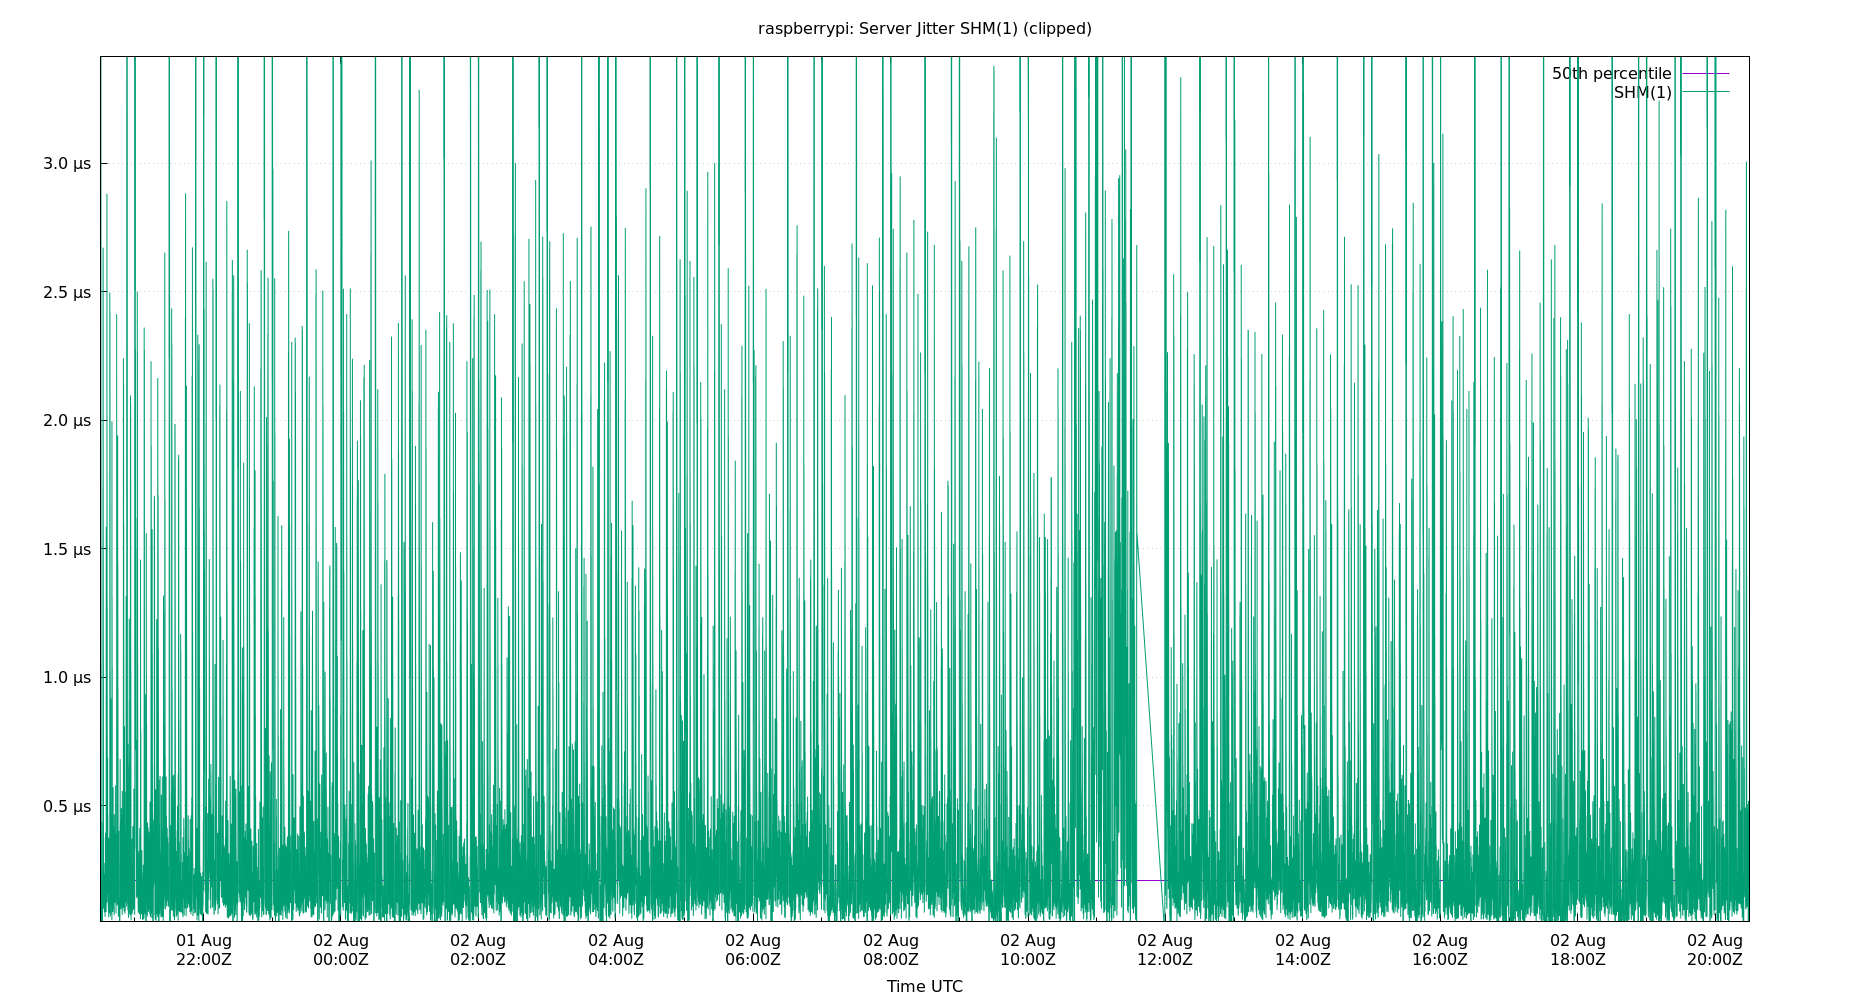 raspberrypi: Server Jitter SHM(1) (clipped)
50th percentile
SHM(1)
3.0 µs
2.5 µs
2.0 µs
1.5 µs
1.0 µs
0.5 µs
01 Aug 02 Aug 02 Aug 02 Aug 02 Aug 02 Aug 02 Aug 02 Aug 02 Aug 02 Aug 02 Aug 02 Aug
22:00Z 00:00Z 02:00Z 04:00Z 06:00Z 08:00Z 10:00Z 12:00Z 14:00Z 16:00Z 18:00Z 20:00Z
Time UTC